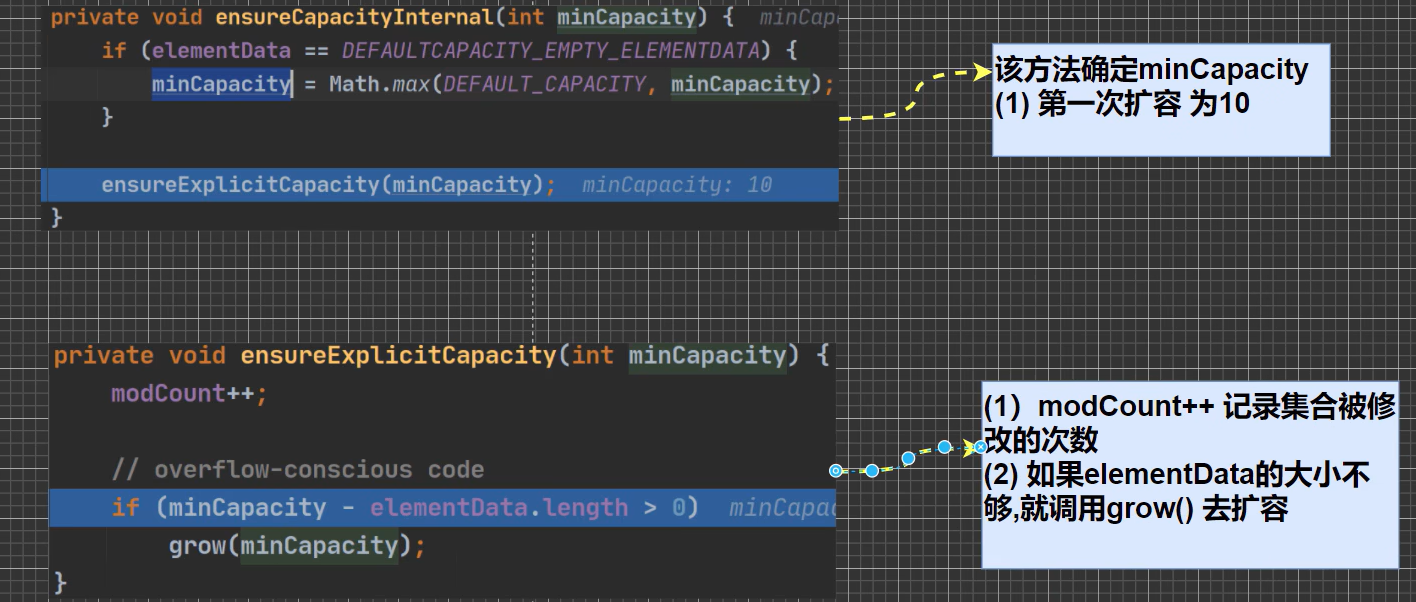 private void ensureCapacityInternal(int minCapacity) { minCap
if (elementData == DEFAULTCAPACITY_EMPTY_ELEMENTDATA) {
minCapacity = Math.max(DEFAULT_CAPACITY, minCapacity);
}
ensureExplicitCapacity(minCapacity); minCapacity: 10
}
该方法确定minCapacity
(1) 第一次扩容 为10
private void ensureExplicitCapacity(int minCapacity) {
modCount++;
// overflow-conscious code
if (minCapacity - elementData.length > 0) minCapac
grow(minCapacity);
}
(1）modCount++ 记录集合被修
改的次数
(2) 如果elementData的大小不
够,就调用grow() 去扩容